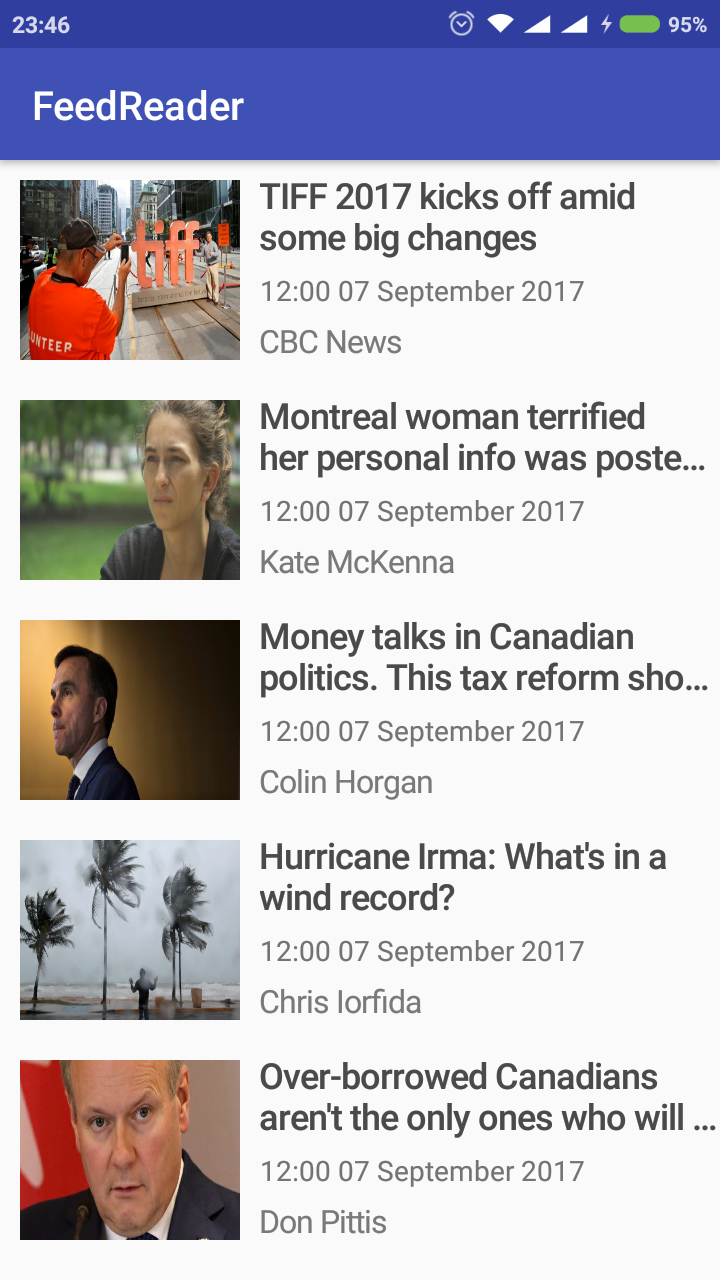 23:46
95%
FeedReader
tiff
UNTEER
TIFF 2017 kicks off amid
some big changes
12:00 07 September 2017
CBC News
Montreal woman terrified
her personal info was poste...
12:00 07 September 2017
Kate McKenna
Money talks in Canadian
politics. This tax reform sho...
12:00 07 September 2017
Colin Horgan
Hurricane Irma: What's in a
wind record?
12:00 07 September 2017
Chris Iorfida
Over-borrowed Canadians
aren't the only ones who will ...
12:00 07 September 2017
Don Pittis